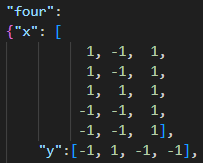 "four":
{"x": [
1, -1, 1,
1, -1, 1,
1, 1, 1,
-1, -1, 1,
-1, -1, 1],
"y":[-1, 1, -1, -1],